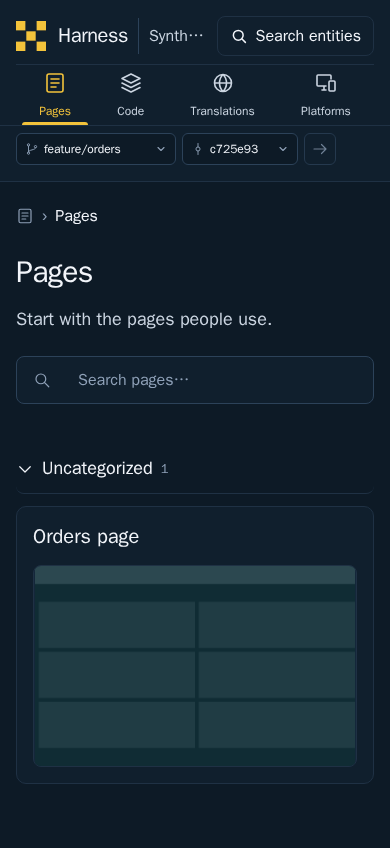 Harness
Synth···
Search entities
Pages
Code
Translations
Platforms
feature/orders
c725e93
› Pages
Pages
Start with the pages people use.
Search pages···
Uncategorized 1
Orders page